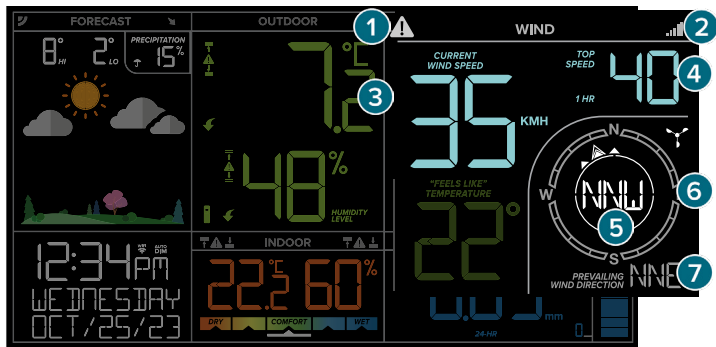 FORECAST
8° HI 2° LO
PRECIPITATION
15%
12:34 PM
WIFI
AUTO DIM
WEDNESDAY
OCT/25/23
OUTDOOR
7.2 °C
48%
HUMIDITY
LEVEL
INDOOR
22.2 °C 60%
DRY COMFORT WET
1 WIND 2
CURRENT
WIND SPEED
35 KMH
TOP
SPEED
1 HR
40
3
4
"FEELS LIKE"
TEMPERATURE
22°
N
W
S
NNW
5
6
PREVAILING
WIND DIRECTION
NNE
7
mm
24-HR